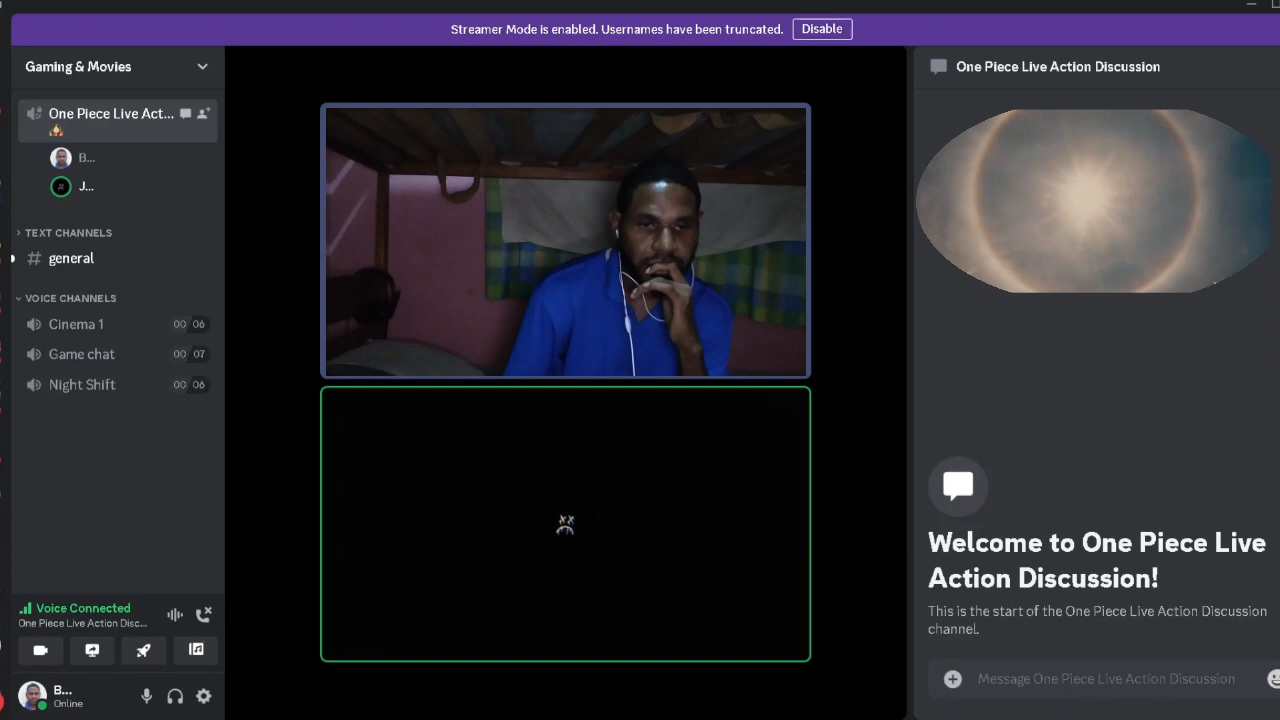 Streamer Mode is enabled. Usernames have been truncated. Disable
Gaming & Movies
One Piece Live Act...
B...
J...
TEXT CHANNELS
general
VOICE CHANNELS
Cinema 1 00 06
Game chat 00 07
Night Shift 00 06
Voice Connected
One Piece Live Action Disc...
B...
Online
One Piece Live Action Discussion
Welcome to One Piece Live
Action Discussion!
This is the start of the One Piece Live Action Discussion
channel.
Message One Piece Live Action Discussion